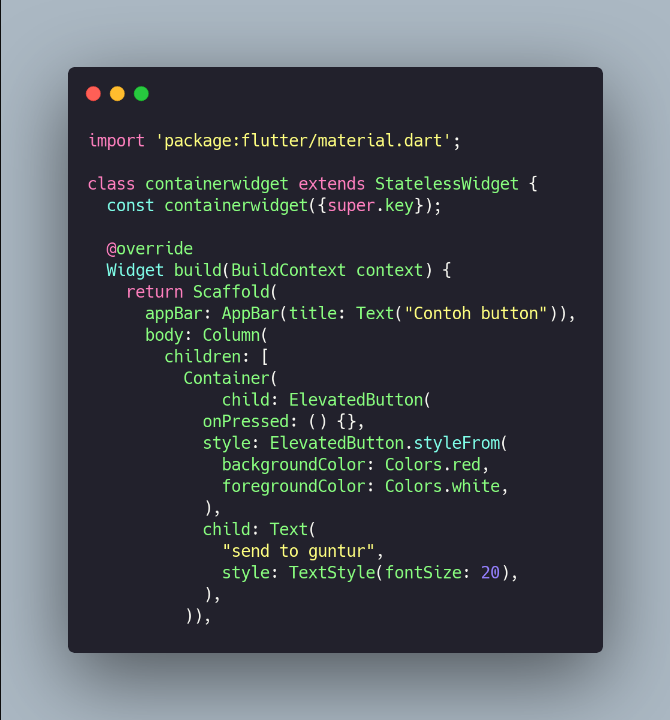 import 'package:flutter/material.dart';

class containerwidget extends StatelessWidget {
  const containerwidget({super.key});

  @override
  Widget build(BuildContext context) {
    return Scaffold(
      appBar: AppBar(title: Text("Contoh button")),
      body: Column(
        children: [
          Container(
              child: ElevatedButton(
            onPressed: () {},
            style: ElevatedButton.styleFrom(
              backgroundColor: Colors.red,
              foregroundColor: Colors.white,
            ),
            child: Text(
              "send to guntur",
              style: TextStyle(fontSize: 20),
            ),
          )),